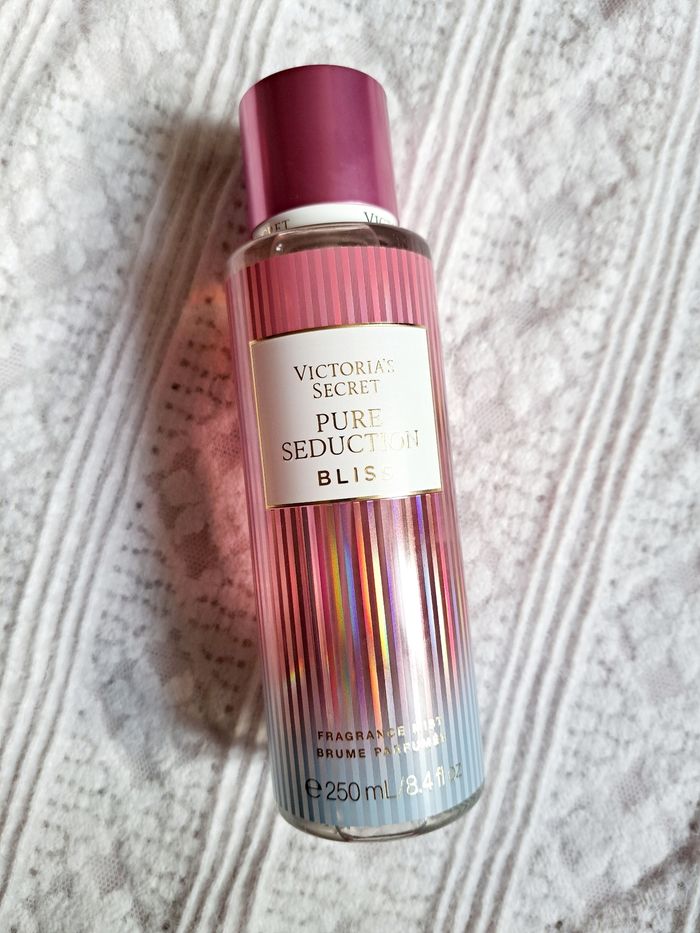 VICTORIA'S
SECRET
PURE
SEDUCTION
BLISS
FRAGRANCE MIST
BRUME PARFUMÉE
℮250 mL/8.4 fl oz